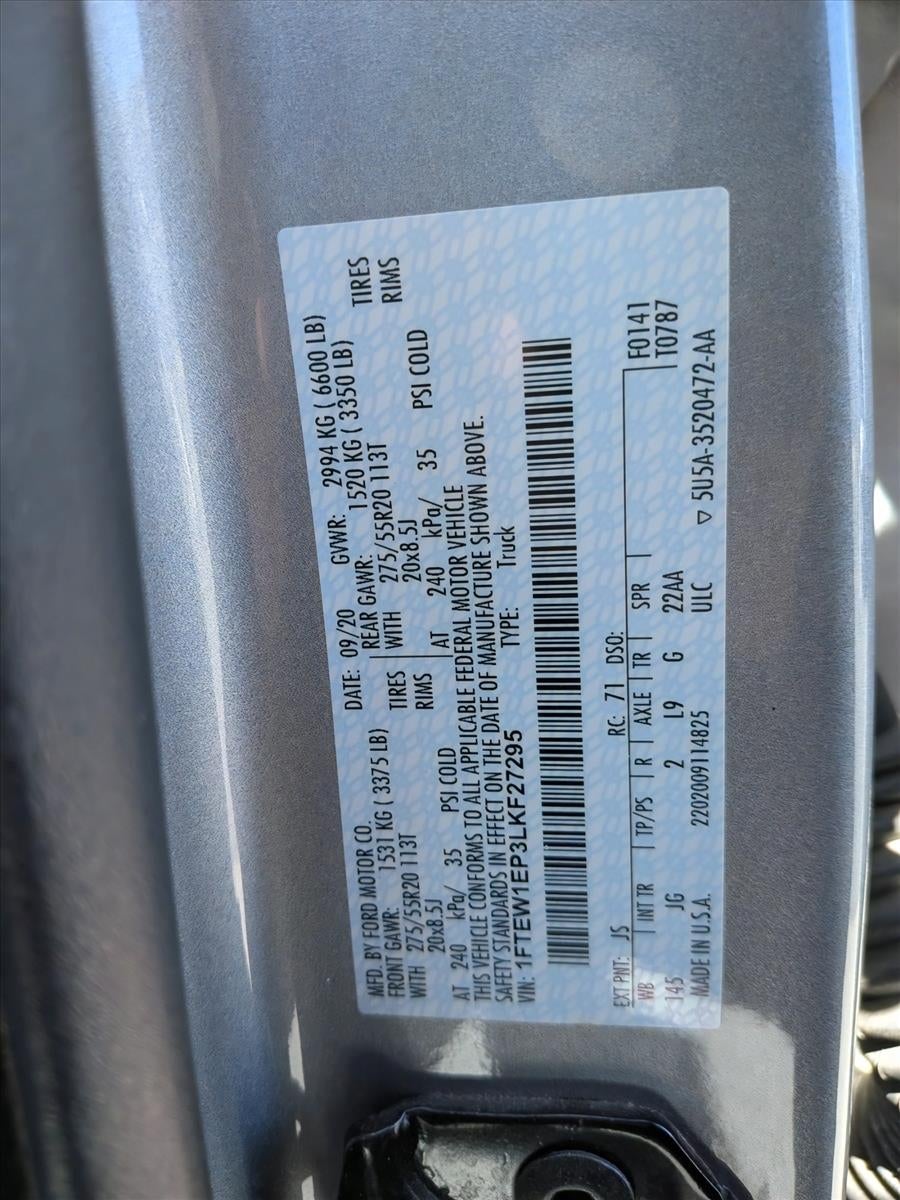 MFD. BY FORD MOTOR CO. DATE: 09/20 GVWR: 2994 KG ( 6600 LB)
FRONT GAWR: 1531 KG ( 3375 LB) REAR GAWR: 1520 KG ( 3350 LB)
WITH 275/55R20 113T TIRES WITH 275/55R20 113T TIRES
20x8.5J RIMS 20x8.5J RIMS
AT 240 kPa/ 35 PSI COLD AT 240 kPa/ 35 PSI COLD
THIS VEHICLE CONFORMS TO ALL APPLICABLE FEDERAL MOTOR VEHICLE
SAFETY STANDARDS IN EFFECT ON THE DATE OF MANUFACTURE SHOWN ABOVE.
VIN: 1FTEW1EP3LKF27295 TYPE: Truck
EXT PNT: JS RC: 71 DSO: F0141
WB INT TR TP/PS R AXLE TR SPR T0787
145 JG 2 L9 G 22AA
MADE IN U.S.A. 2202009114825 ULC ▽ 5U5A-3520472-AA